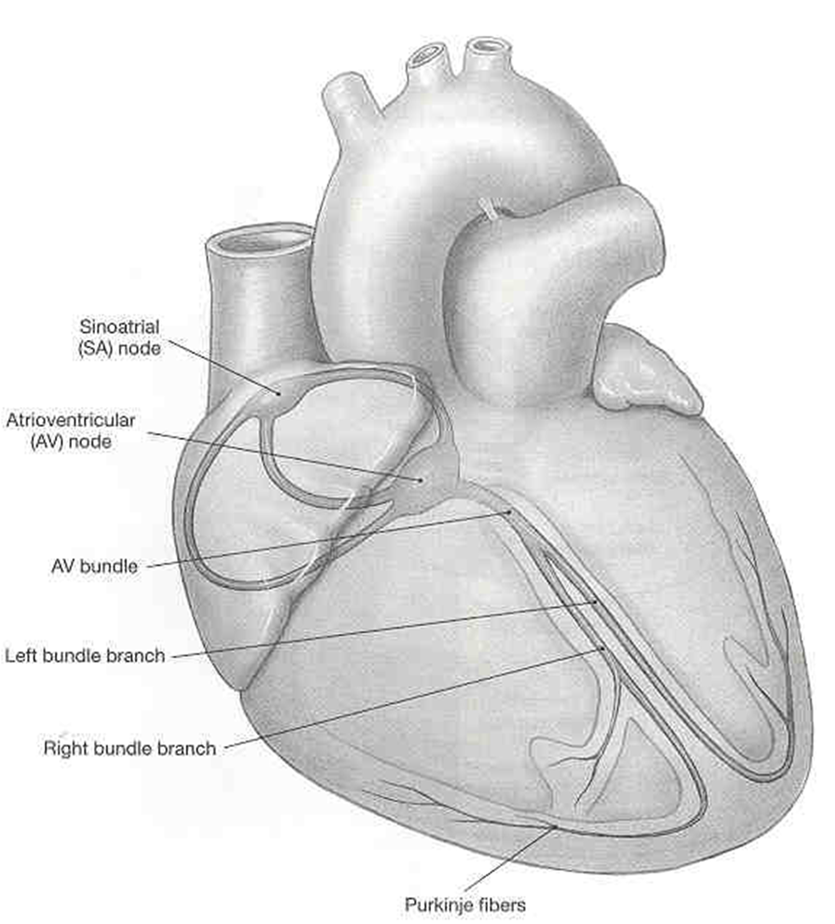 Sinoatrial
(SA) node
Atrioventricular
(AV) node
AV bundle
Left bundle branch
Right bundle branch
Purkinje fibers